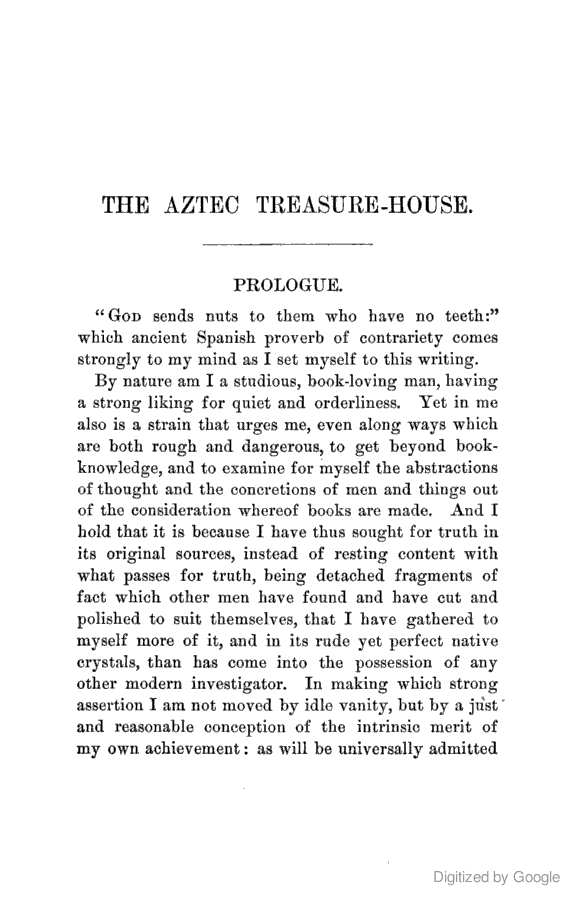 THE AZTEC TREASURE-HOUSE.
PROLOGUE.
“GOD sends nuts to them who have no teeth:”
which ancient Spanish proverb of contrariety comes
strongly to my mind as I set myself to this writing.
By nature am I a studious, book-loving man, having
a strong liking for quiet and orderliness. Yet in me
also is a strain that urges me, even along ways which
are both rough and dangerous, to get beyond book-
knowledge, and to examine for myself the abstractions
of thought and the concretions of men and things out
of the consideration whereof books are made. And I
hold that it is because I have thus sought for truth in
its original sources, instead of resting content with
what passes for truth, being detached fragments of
fact which other men have found and have cut and
polished to suit themselves, that I have gathered to
myself more of it, and in its rude yet perfect native
crystals, than has come into the possession of any
other modern investigator. In making which strong
assertion I am not moved by idle vanity, but by a just
and reasonable conception of the intrinsic merit of
my own achievement: as will be universally admitted
Digitized by Google